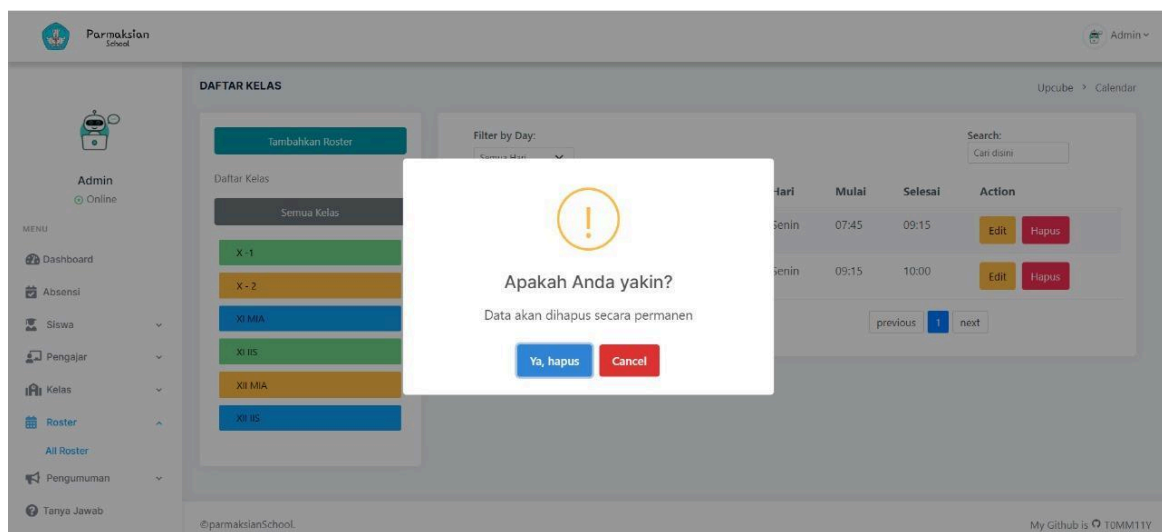 Parmaksian
School
Admin
DAFTAR KELAS
Upcube > Calendar
Admin
Online
MENU
Dashboard
Absensi
Siswa
Pengajar
Kelas
Roster
All Roster
Pengumuman
Tanya Jawab
Tambahkan Roster
Daftar Kelas
Semua Kelas
X -1
X - 2
XI MIA
XI IIS
XII MIA
XII IIS
Filter by Day:
Semua Hari
Search:
Cari disini
Hari Mulai Selesai Action
Senin 07:45 09:15 Edit Hapus
Senin 09:15 10:00 Edit Hapus
previous 1 next
!
Apakah Anda yakin?
Data akan dihapus secara permanen
Ya, hapus Cancel
©parmaksianSchool.
My Github is T0MM11Y